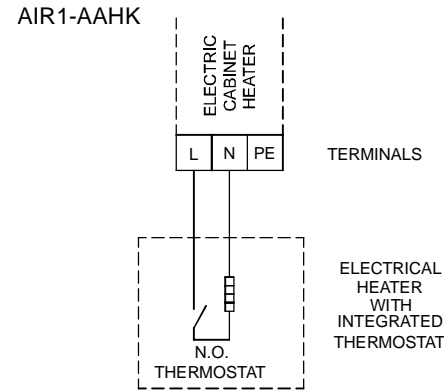 AIR1-AAHK
ELECTRIC
CABINET
HEATER
L N PE
TERMINALS
ELECTRICAL
HEATER
WITH
INTEGRATED
THERMOSTAT
N.O.
THERMOSTAT